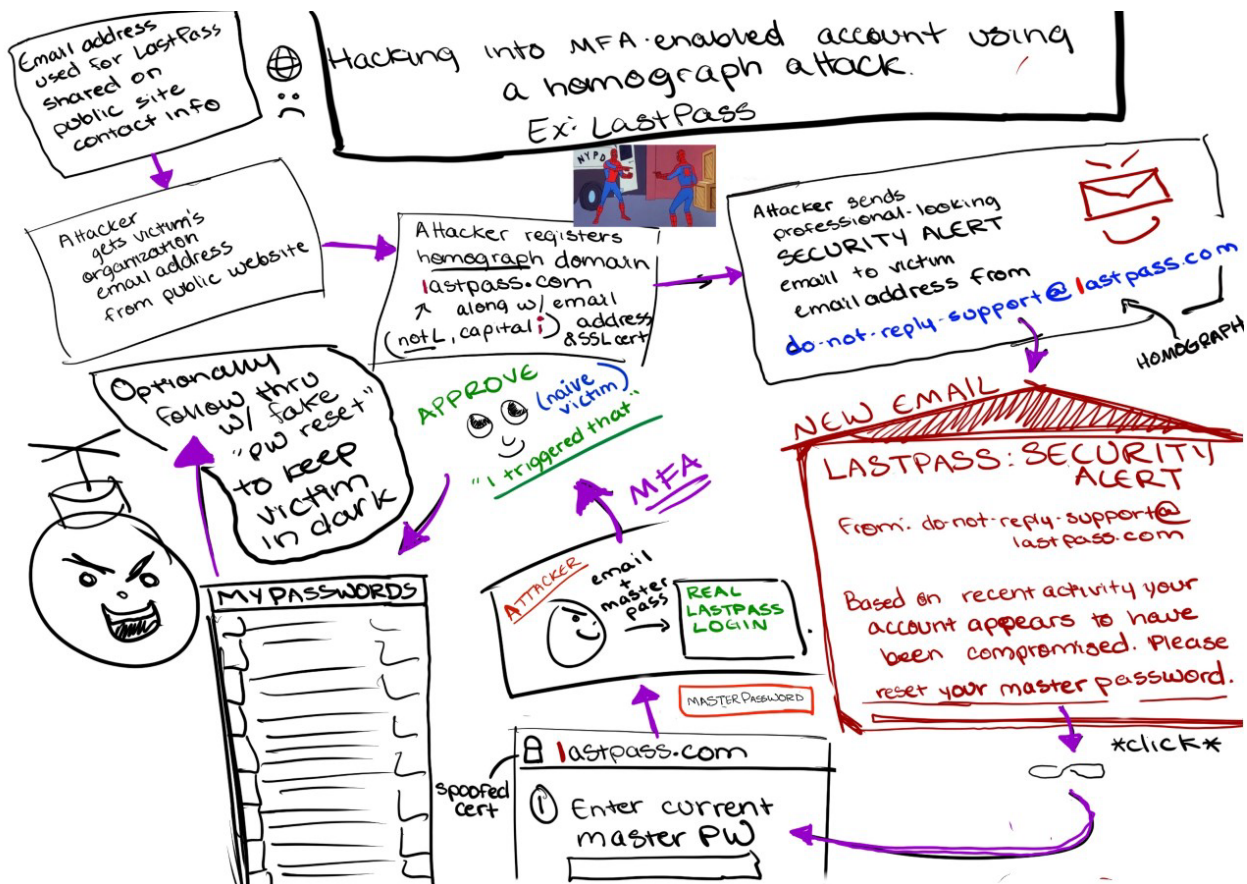 Email address
used for LastPass
shared on
public site
contact info
Hacking into MFA-enabled account using
a homograph attack.
Ex: LastPass
Attacker
gets victim's
organization
email address
from public website
NYPD
Attacker registers
homograph domain
lastpass.com
along w/ email
address
& SSL cert
(not L, capital i)
Attacker sends
professional-looking
SECURITY ALERT
email to victim
email address from
do-not-reply-support@lastpass.com
HOMOGRAPH
NEW EMAIL
LASTPASS: SECURITY
ALERT
From: do-not-reply-support@
lastpass.com
Based on recent activity your
account appears to have
been compromised. Please
reset your master password.
*click*
lastpass.com
spoofed
cert
1 Enter current
master PW
MASTERPASSWORD
ATTACKER
email
+
master
pass
REAL
LASTPASS
LOGIN
MFA
APPROVE
(naive
victim)
"I triggered that"
MY PASSWORDS
Optionally
follow thru
w/ fake
"PW reset"
to keep
victim
in dark